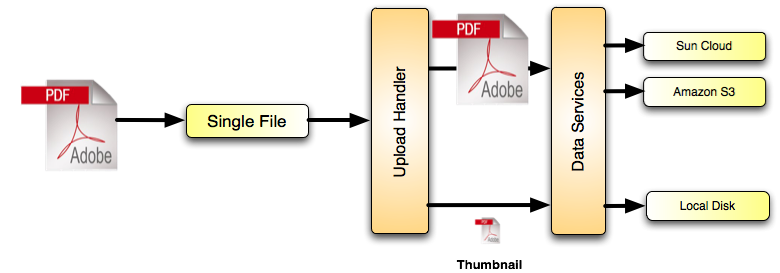 PDF
Adobe
Single File
Upload Handler
PDF
Adobe
Thumbnail
Data Services
Sun Cloud
Amazon S3
Local Disk